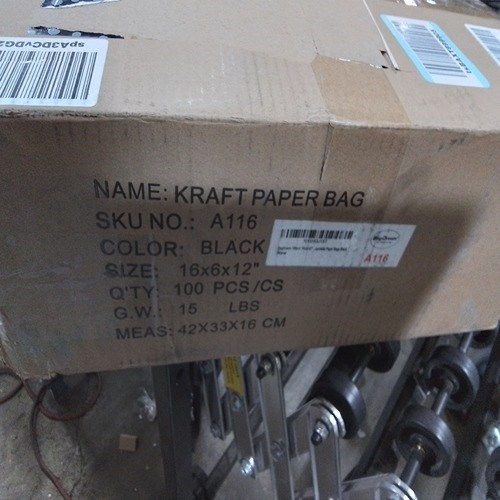 spA3DCvDG2
NAME: KRAFT PAPER BAG
SKU NO.: A116
COLOR: BLACK
SIZE: 16x6x12"
Q'TY: 100 PCS/CS
G.W.: 15 LBS
MEAS: 42X33X16 CM
A116